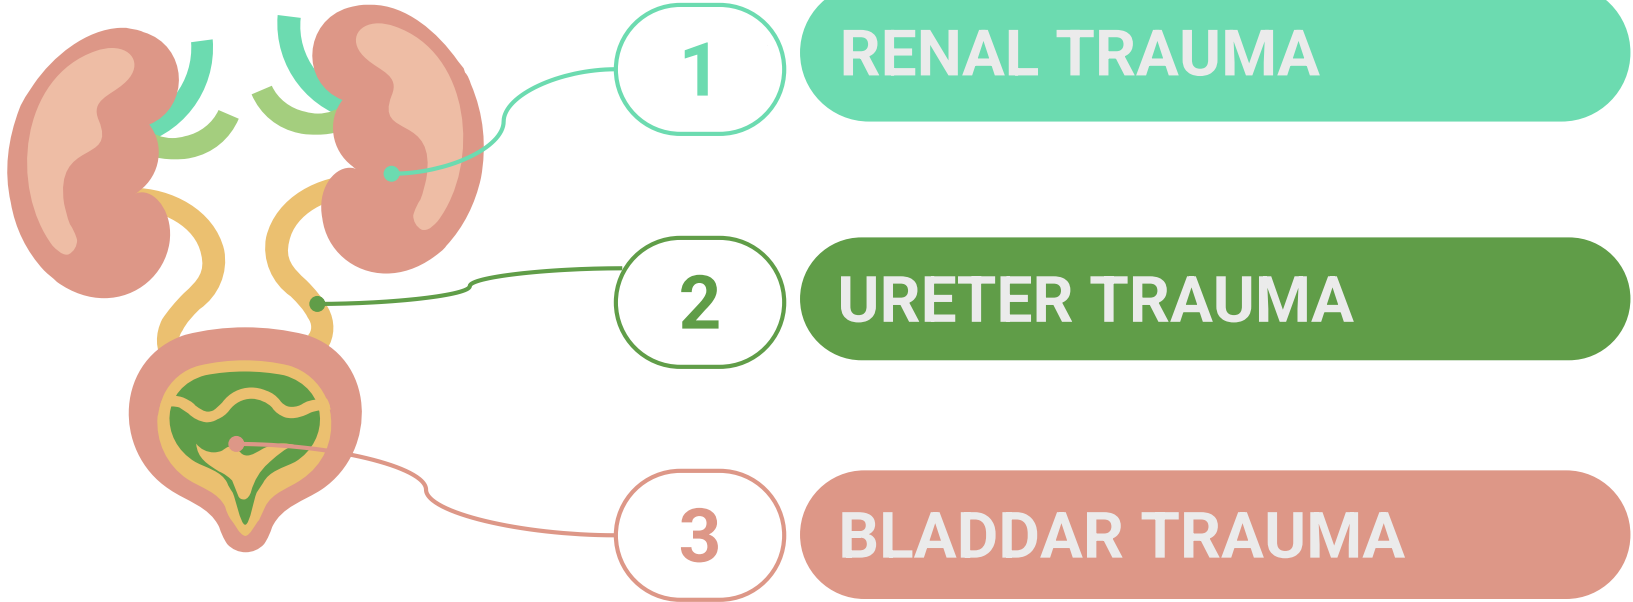 1
RENAL TRAUMA
2
URETER TRAUMA
3
BLADDAR TRAUMA